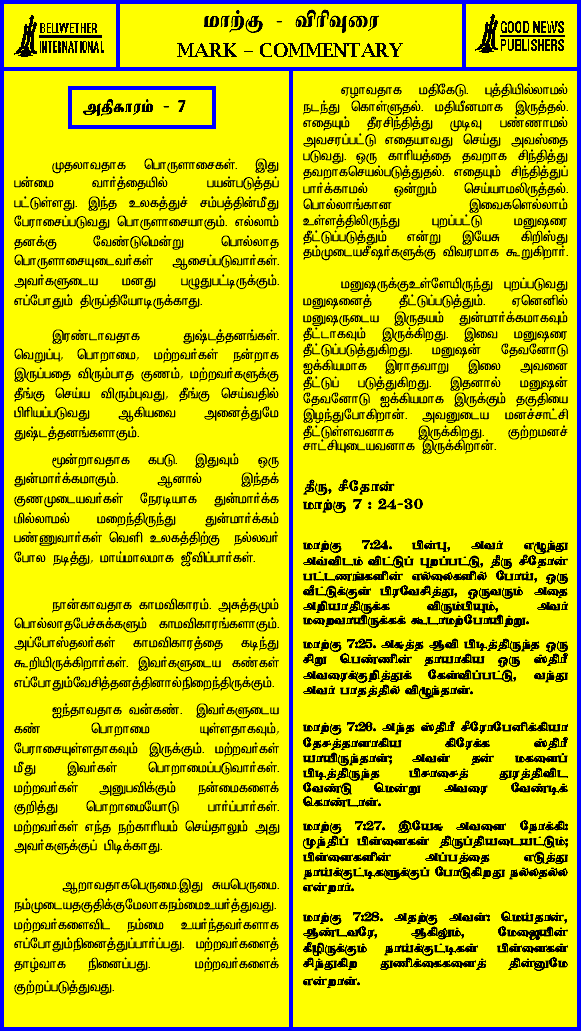 BELWETHER
INTERNATIONAL
மாற்கு - விரிவுரை
MARK – COMMENTARY
GOOD NEWS
PUBLISHERS
அதிகாரம் - 7
முதலாவதாக பொருளாசைகள். இது
பன்மை வார்த்தையில் பயன்படுத்தப்
பட்டுள்ளது. இந்த உலகத்துச் சம்பத்தின்மீது
பேராசைப்படுவது பொருளாசையாகும். எல்லாம்
தனக்கு வேண்டுமென்று பொல்லாத
பொருளாசையுடைவர்கள் ஆசைப்படுவார்கள்.
அவர்களுடைய மனது பழுதுபட்டிருக்கும்.
எப்போதும் திருப்தியோடிருக்காது.
இரண்டாவதாக துஷ்டத்தனங்கள்.
வெறுப்பு, பொறாமை, மற்றவர்கள் நன்றாக
இருப்பதை விரும்பாத குணம், மற்றவர்களுக்கு
தீங்கு செய்ய விரும்புவது, தீங்கு செய்வதில்
பிரியப்படுவது ஆகியவை அனைத்துமே
துஷ்டத்தனங்களாகும்.
மூன்றாவதாக கபடு. இதுவும் ஒரு
துன்மார்க்கமாகும். ஆனால் இந்தக்
குணமுடையவர்கள் நேரடியாக துன்மார்க்க
மில்லாமல் மறைந்திருந்து துன்மார்க்கம்
பண்ணுவார்கள் வெளி உலகத்திற்கு நல்லவர்
போல நடித்து, மாய்மாலமாக ஜீவிப்பார்கள்.
நான்காவதாக காமவிகாரம். அசுத்தமும்
பொல்லாதபேச்சுக்களும் காமவிகாரங்களாகும்.
அப்போஸ்தலர்கள் காமவிகாரத்தை கடிந்து
கூறியிருக்கிறார்கள். இவர்களுடைய கண்கள்
எப்போதும்வேசித்தனத்தினால்நிறைந்திருக்கும்.
ஐந்தாவதாக வன்கண். இவர்களுடைய
கண் பொறாமை யுள்ளதாகவும்,
பேராசையுள்ளதாகவும் இருக்கும். மற்றவர்கள்
மீது இவர்கள் பொறாமைப்படுவார்கள்.
மற்றவர்கள் அனுபவிக்கும் நன்மைகளைக்
குறித்து பொறாமையோடு பார்ப்பார்கள்.
மற்றவர்கள் எந்த நற்காரியம் செய்தாலும் அது
அவர்களுக்குப் பிடிக்காது.
ஆறாவதாகபெருமை.இது சுயபெருமை.
நம்முடையதகுதிக்குமேலாகநம்மைஉயர்த்துவது.
மற்றவர்களைவிட நம்மை உயர்ந்தவர்களாக
எப்போதும்நினைத்துப்பார்ப்பது. மற்றவர்களைத்
தாழ்வாக நினைப்பது. மற்றவர்களைக்
குற்றப்படுத்துவது.
ஏழாவதாக மதிகேடு. புத்தியில்லாமல்
நடந்து கொள்ளுதல். மதியீனமாக இருத்தல்.
எதையும் தீரசிந்தித்து முடிவு பண்ணாமல்
அவசரப்பட்டு எதையாவது செய்து அவஸ்தை
படுவது. ஒரு காரியத்தை தவறாக சிந்தித்து
தவறாகசெயல்படுத்துதல். எதையும் சிந்தித்துப்
பார்க்காமல் ஒன்றும் செய்யாமலிருத்தல்.
பொல்லாங்கான இவைகளெல்லாம்
உள்ளத்திலிருந்து புறப்பட்டு மனுஷரை
தீட்டுப்படுத்தும் என்று இயேசு கிறிஸ்து
தம்முடையசீஷர்களுக்கு விவரமாக கூறுகிறார்.
மனுஷருக்குஉள்ளேயிருந்து புறப்படுவது
மனுஷனைத் தீட்டுப்படுத்தும். ஏனெனில்
மனுஷருடைய இருதயம் துன்மார்க்கமாகவும்
தீட்டாகவும் இருக்கிறது. இவை மனுஷரை
தீட்டுப்படுத்துகிறது. மனுஷன் தேவனோடு
ஐக்கியமாக இராதவாறு இலை அவனை
தீட்டுப் படுத்துகிறது. இதனால் மனுஷன்
தேவனோடு ஐக்கியமாக இருக்கும் தகுதியை
இழந்துபோகிறான். அவனுடைய மனச்சாட்சி
தீட்டுள்ளவனாக இருக்கிறது. குற்றமனச்
சாட்சியுடையவனாக இருக்கிறான்.
தீரு, சீதோன்
மாற்கு 7 : 24-30
மாற்கு 7:24. பின்பு, அவர் எழுந்து
அவ்விடம் விட்டுப் புறப்பட்டு, தீரு சீதோன்
பட்டணங்களின் எல்லைகளில் போய், ஒரு
வீட்டுக்குள் பிரவேசித்து, ஒருவரும் அதை
அறியாதிருக்க விரும்பியும், அவர்
மறைவாயிருக்கக் கூடாமற்போயிற்று.
மாற்கு 7:25. அசுத்த ஆவி பிடித்திருந்த ஒரு
சிறு பெண்ணின் தாயாகிய ஒரு ஸ்திரீ
அவரைக்குறித்துக் கேள்விப்பட்டு, வந்து
அவர் பாதத்தில் விழுந்தாள்.
மாற்கு 7:26. அந்த ஸ்திரீ சீரோபேனிக்கியா
தேசத்தாளாகிய கிரேக்க ஸ்திரீ
யாயிருந்தாள்; அவள் தன் மகளைப்
பிடித்திருந்த பிசாசைத் துரத்திவிட
வேண்டு மென்று அவரை வேண்டிக்
கொண்டாள்.
மாற்கு 7:27. இயேசு அவளை நோக்கி:
முந்திப் பிள்ளைகள் திருப்தியடையட்டும்;
பிள்ளைகளின் அப்பத்தை எடுத்து
நாய்க்குட்டிகளுக்குப் போடுகிறது நல்லதல்ல
என்றார்.
மாற்கு 7:28. அதற்கு அவள்: மெய்தான்,
ஆண்டவரே, ஆகிலும், மேஜையின்
கீழிருக்கும் நாய்க்குட்டிகள் பிள்ளைகள்
சிந்துகிற துணிக்கைகளைத் தின்னுமே
என்றாள்.